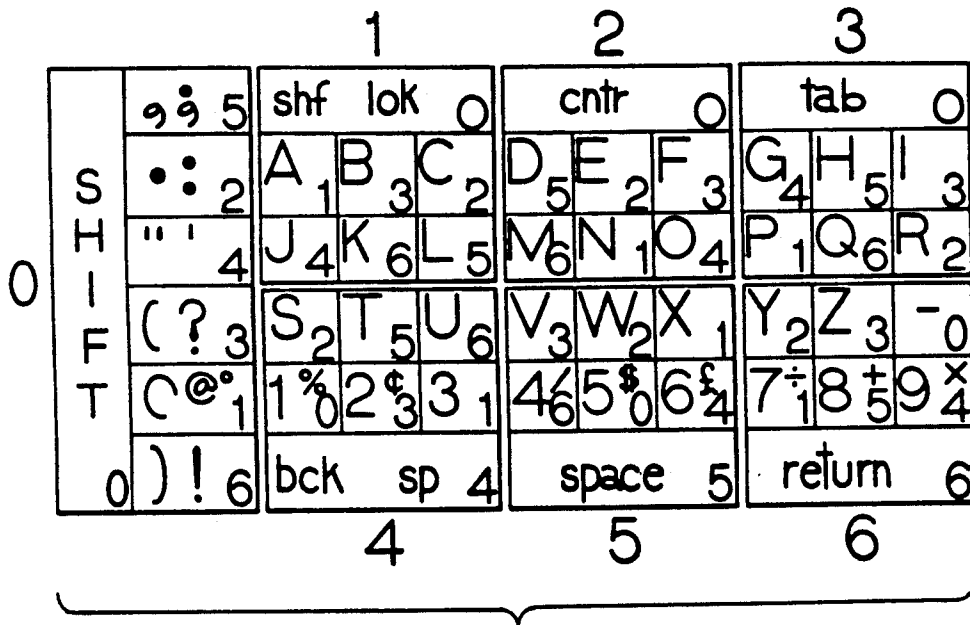 1 2 3
, ; 5 shf lok 0 cntr 0 tab 0
. : 2 A 1 B 3 C 2 D 5 E 2 F 3 G 4 H 5 I 3
" ' 4 J 4 K 6 L 5 M 6 N 1 O 4 P 1 Q 6 R 2
0 SHIFT 0
( ? 3 S 2 T 5 U 6 V 3 W 2 X 1 Y 2 Z 3 - 0
@ ° 1 1 % 0 2 ¢ 3 3 1 4 / 6 5 $ 0 6 £ 4 7 ÷ 1 8 + 5 9 × 4
) ! 6 bck sp 4 space 5 return 6
4 5 6